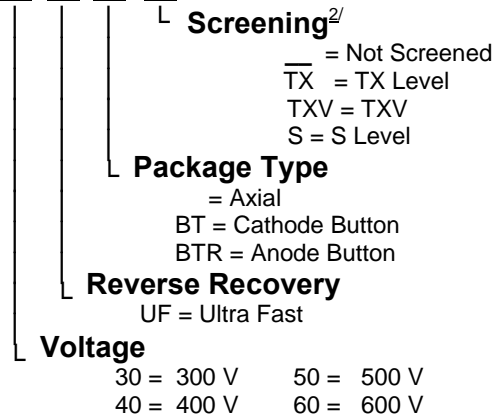 Screening2/
__ = Not Screened
TX = TX Level
TXV = TXV
S = S Level
Package Type
= Axial
BT = Cathode Button
BTR = Anode Button
Reverse Recovery
UF = Ultra Fast
Voltage
30 = 300 V 50 = 500 V
40 = 400 V 60 = 600 V